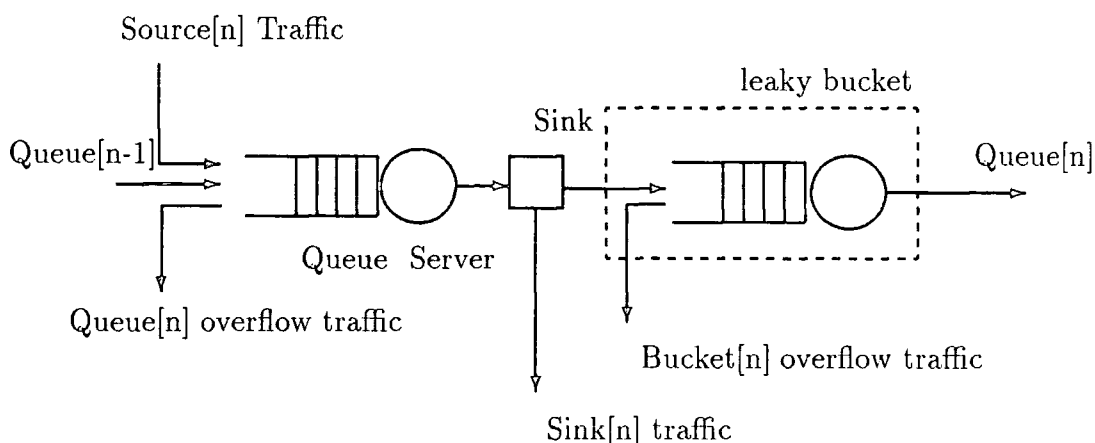 Source[n] Traffic
leaky bucket
Sink
Queue[n-1]
Queue[n]
Queue Server
Queue[n] overflow traffic
Bucket[n] overflow traffic
Sink[n] traffic